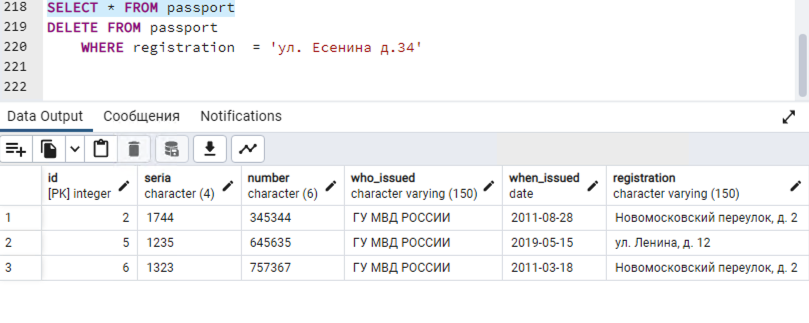 218 SELECT * FROM passport
219 DELETE FROM passport
220 WHERE registration = 'ул. Есенина д.34'
221
222
Data Output Сообщения Notifications
id seria number who_issued when_issued registration
[PK] integer character (4) character (6) character varying (150) date character varying (150)
1 2 1744 345344 ГУ МВД РОССИИ 2011-08-28 Новомосковский переулок, д. 2
2 5 1235 645635 ГУ МВД РОССИИ 2019-05-15 ул. Ленина, д. 12
3 6 1323 757367 ГУ МВД РОССИИ 2011-03-18 Новомосковский переулок, д. 2